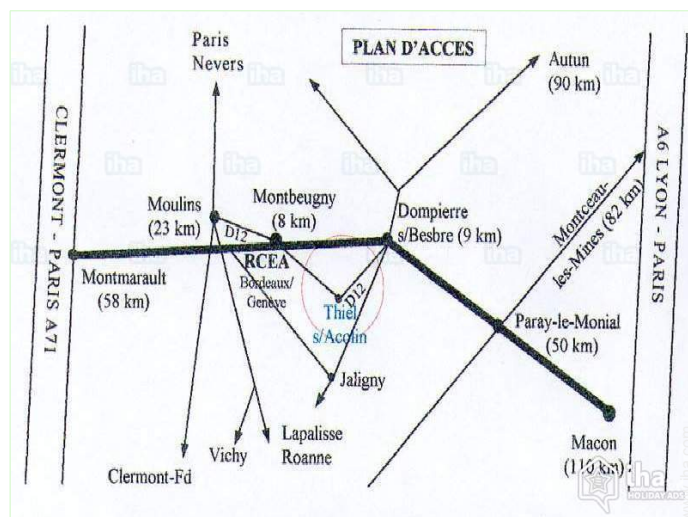 Paris
Nevers
PLAN D'ACCES
Autun
(90 km)
CLERMONT - PARIS A71
A6 LYON - PARIS
Moulins
(23 km)
Montbeugny
(8 km)
D12
Dompierre
s/Besbre (9 km)
Montceau-
les-Mines (82 km)
RCEA
Bordeaux/
Genève
Montmarault
(58 km)
D12
Thiel
s/Acolin
Paray-le-Monial
(50 km)
Jaligny
Lapalisse
Roanne
Vichy
Clermont-Fd
Macon
(110 km)
iha
HOLIDAY ADS